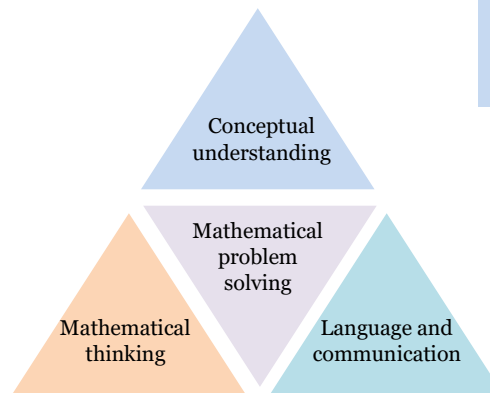 Conceptual
understanding
Mathematical
problem
solving
Mathematical
thinking
Language and
communication